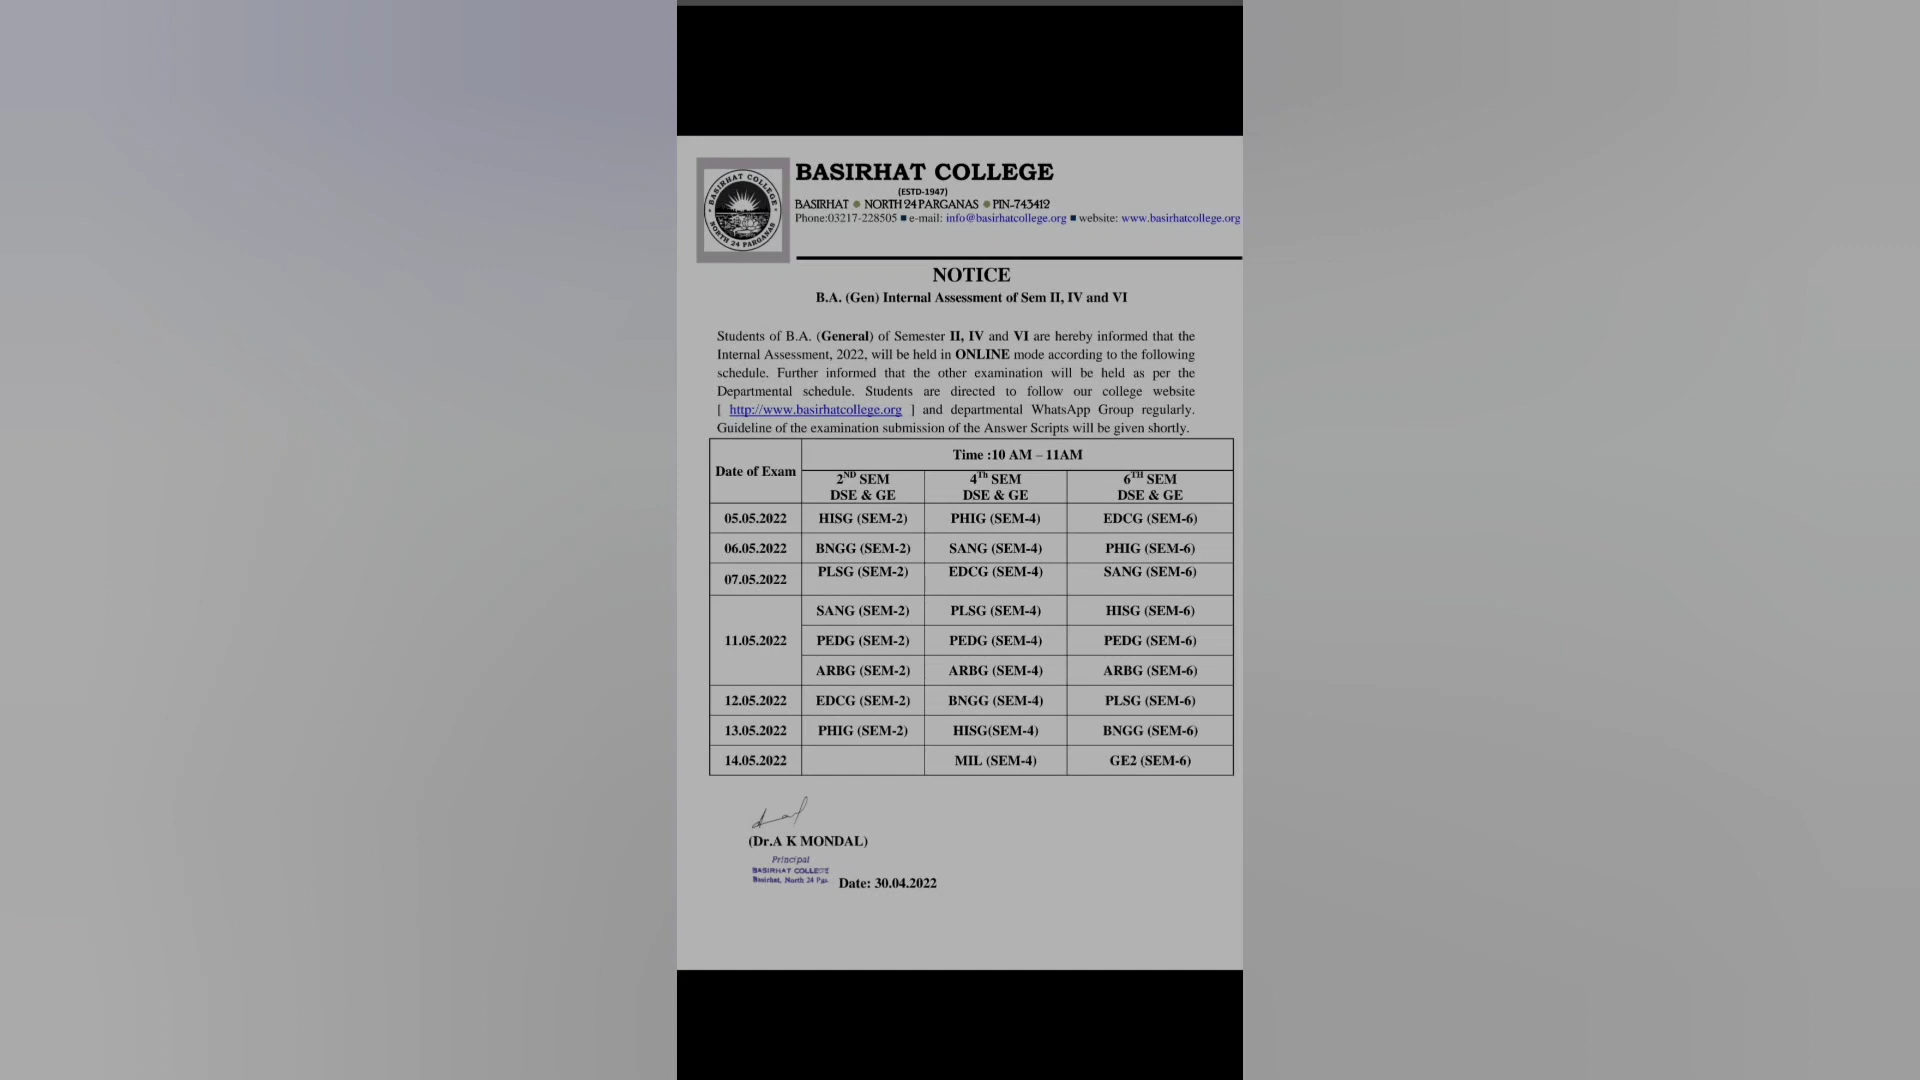 BASIRHAT COLLEGE
NORTH 24 PARGANAS
BASIRHAT COLLEGE
(ESTD-1947)
BASIRHAT ● NORTH 24 PARGANAS ● PIN-743412
Phone:03217-228505 ■ e-mail: info@basirhatcollege.org ■ website: www.basirhatcollege.org
NOTICE
B.A. (Gen) Internal Assessment of Sem II, IV and VI
Students of B.A. (General) of Semester II, IV and VI are hereby informed that the
Internal Assessment, 2022, will be held in ONLINE mode according to the following
schedule. Further informed that the other examination will be held as per the
Departmental schedule. Students are directed to follow our college website
[ http://www.basirhatcollege.org ] and departmental WhatsApp Group regularly.
Guideline of the examination submission of the Answer Scripts will be given shortly.
Date of Exam Time :10 AM – 11AM
2ND SEM 4Th SEM 6TH SEM
DSE & GE DSE & GE DSE & GE
05.05.2022 HISG (SEM-2) PHIG (SEM-4) EDCG (SEM-6)
06.05.2022 BNGG (SEM-2) SANG (SEM-4) PHIG (SEM-6)
07.05.2022 PLSG (SEM-2) EDCG (SEM-4) SANG (SEM-6)
SANG (SEM-2) PLSG (SEM-4) HISG (SEM-6)
11.05.2022 PEDG (SEM-2) PEDG (SEM-4) PEDG (SEM-6)
ARBG (SEM-2) ARBG (SEM-4) ARBG (SEM-6)
12.05.2022 EDCG (SEM-2) BNGG (SEM-4) PLSG (SEM-6)
13.05.2022 PHIG (SEM-2) HISG(SEM-4) BNGG (SEM-6)
14.05.2022 MIL (SEM-4) GE2 (SEM-6)
(Dr.A K MONDAL)
Principal
BASIRHAT COLLEGE
Basirhat, North 24 Pgs.
Date: 30.04.2022